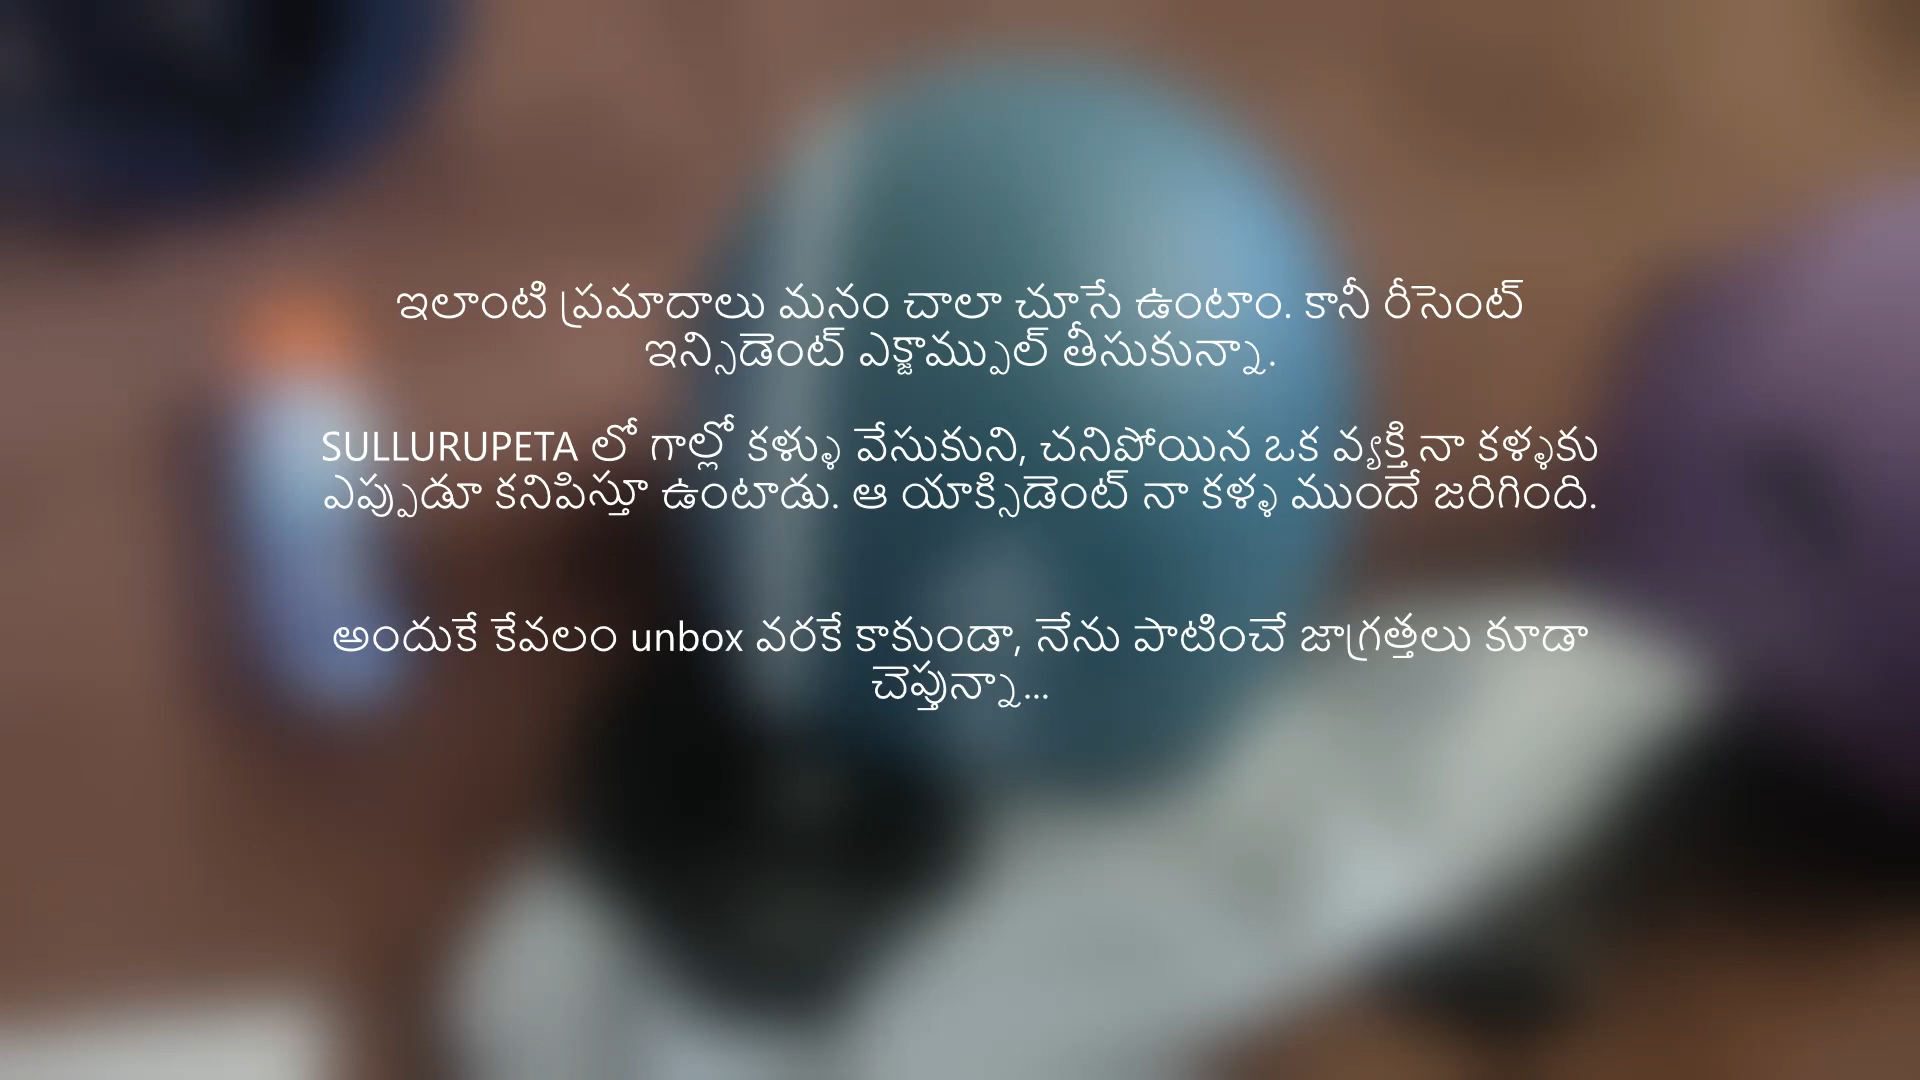 ఇలాంటి ప్రమాదాలు మనం చాలా చూసే ఉంటాం. కానీ రీసెంట్
ఇన్సిడెంట్ ఎక్జామ్పుల్ తీసుకున్నా.
SULLURUPETA లో గాల్లో కళ్ళు వేసుకుని, చనిపోయిన ఒక వ్యక్తి నా కళ్ళకు
ఎప్పుడూ కనిపిస్తూ ఉంటాడు. ఆ యాక్సిడెంట్ నా కళ్ళ ముందే జరిగింది.
అందుకే కేవలం unbox వరకే కాకుండా, నేను పాటించే జాగ్రత్తలు కూడా
చెప్తున్నా...